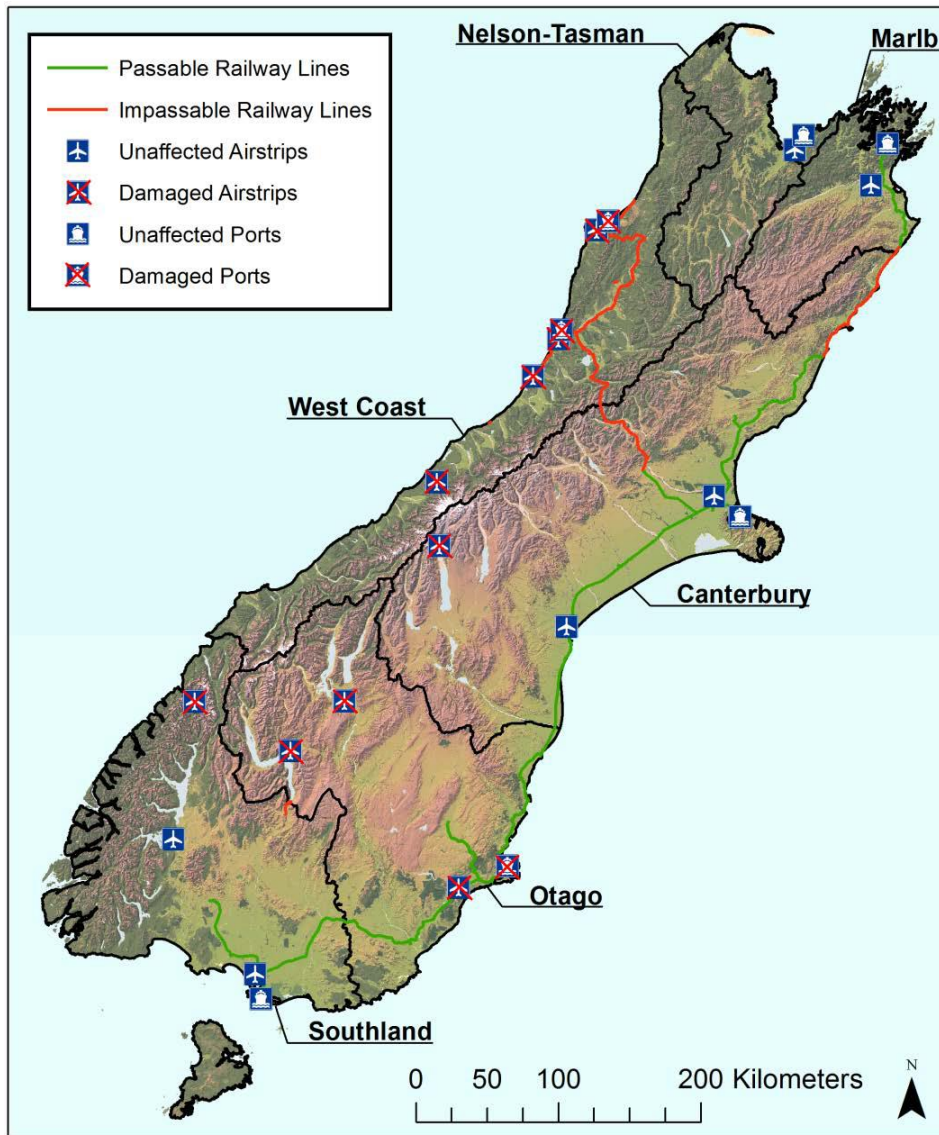 Nelson-Tasman
Marlb
Passable Railway Lines
Impassable Railway Lines
Unaffected Airstrips
Damaged Airstrips
Unaffected Ports
Damaged Ports
West Coast
Canterbury
Otago
Southland
0 50 100 200 Kilometers
N